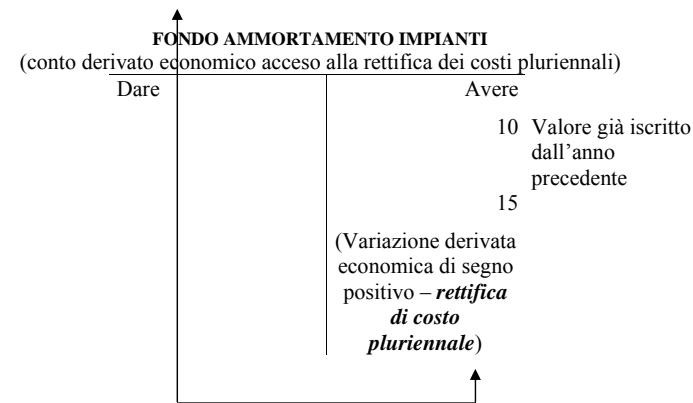 FONDO AMMORTAMENTO IMPIANTI
(conto derivato economico acceso alla rettifica dei costi pluriennali)
Dare Avere
10 Valore già iscritto
dall’anno
precedente
15
(Variazione derivata
economica di segno
positivo – rettifica
di costo
pluriennale)